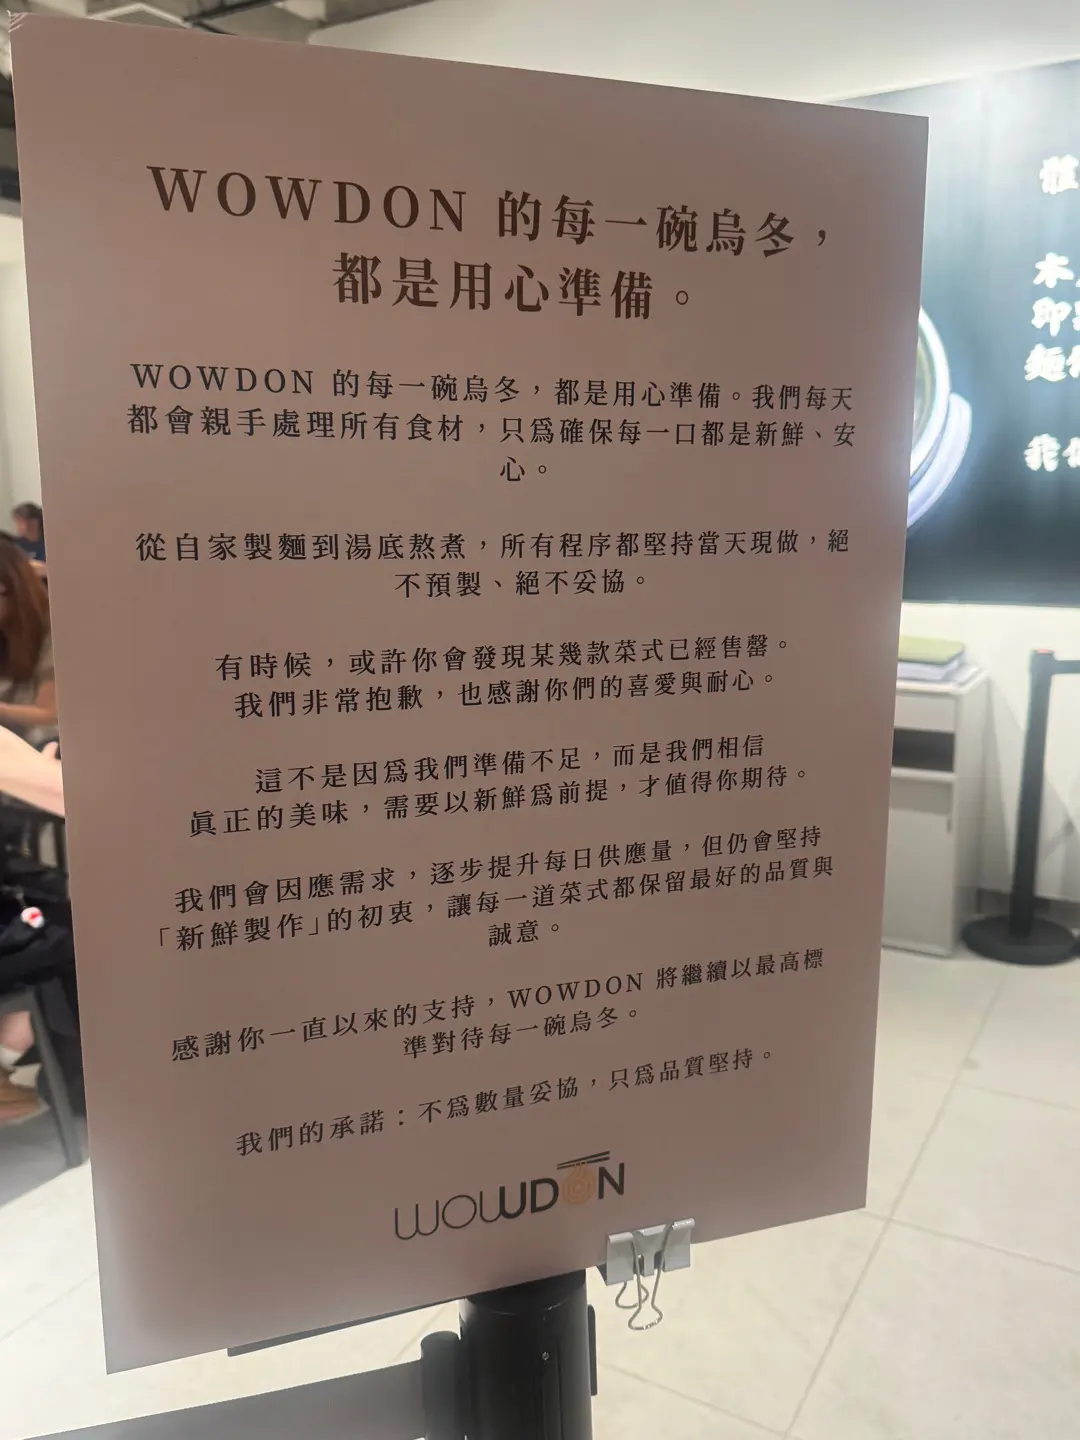 WOWDON 的每一碗烏冬，
都是用心準備。
WOWDON 的每一碗烏冬，都是用心準備。我們每天
都會親手處理所有食材，只爲確保每一口都是新鮮、安
心。
從自家製麵到湯底熬煮，所有程序都堅持當天現做，絕
不預製、絕不妥協。
有時候，或許你會發現某幾款菜式已經售罄。
我們非常抱歉，也感謝你們的喜愛與耐心。
這不是因爲我們準備不足，而是我們相信
眞正的美味，需要以新鮮爲前提，才值得你期待。
我們會因應需求，逐步提升每日供應量，但仍會堅持
「新鮮製作」的初衷，讓每一道菜式都保留最好的品質與
誠意。
感謝你一直以來的支持，WOWDON 將繼續以最高標
準對待每一碗烏冬。
我們的承諾：不爲數量妥協，只爲品質堅持。
WOWDON
本
即
麵
我